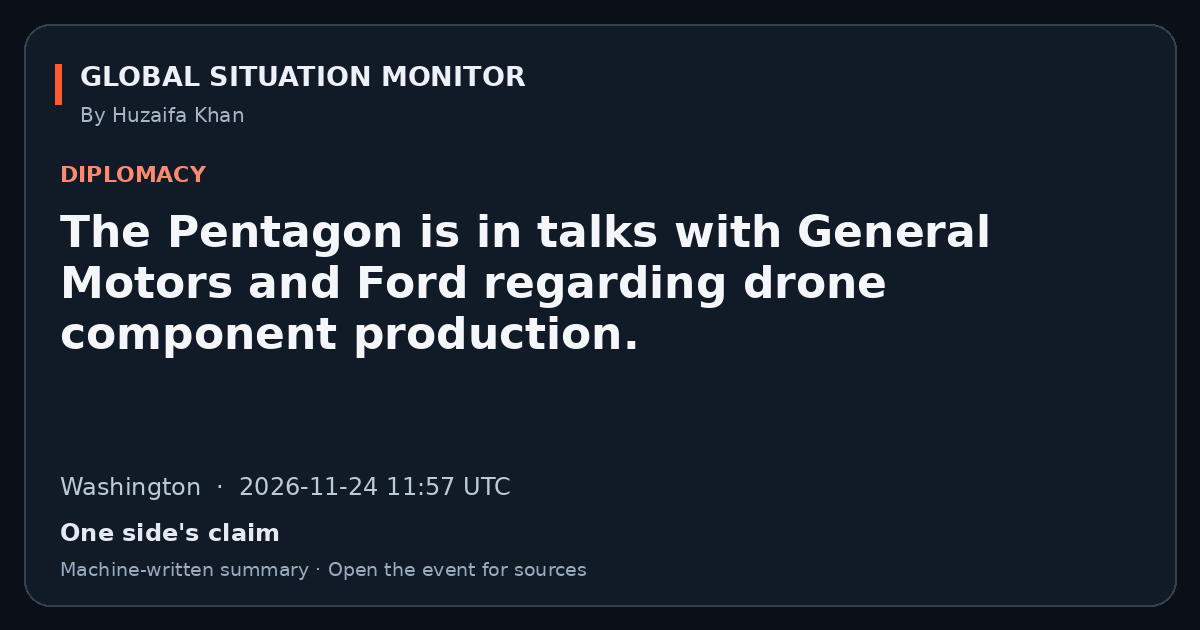 GLOBAL SITUATION MONITOR
By Huzaifa Khan
DIPLOMACY
The Pentagon is in talks with General
Motors and Ford regarding drone
component production.
Washington · 2026-11-24 11:57 UTC
One side's claim
Machine-written summary · Open the event for sources